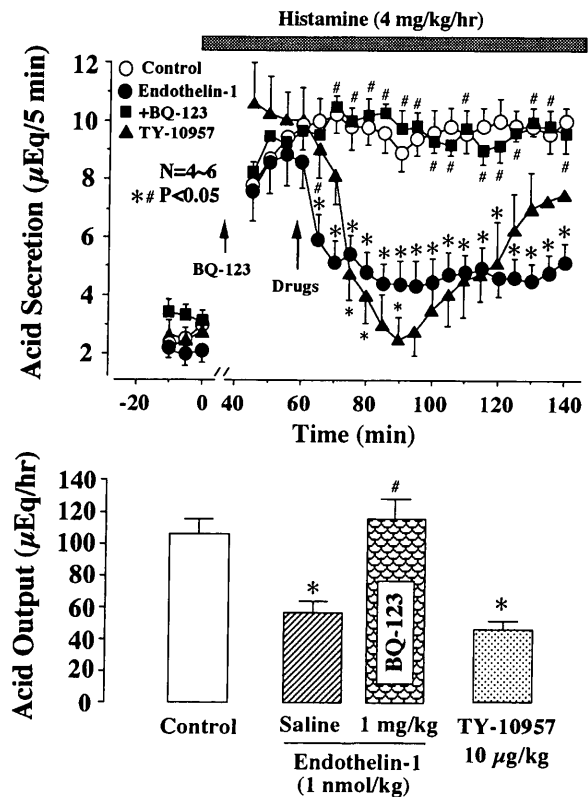 Histamine (4 mg/kg/hr)
Acid Secretion (µEq/5 min)
12
10
8
6
4
2
Control
Endothelin-1
+BQ-123
TY-10957
N=4~6
*# P<0.05
BQ-123
Drugs
-20 0 40 60 80 100 120 140
Time (min)
Acid Output (µEq/hr)
140
120
100
80
60
40
20
0
#
*
BQ-123
*
Control Saline 1 mg/kg TY-10957
10 µg/kg
Endothelin-1
(1 nmol/kg)